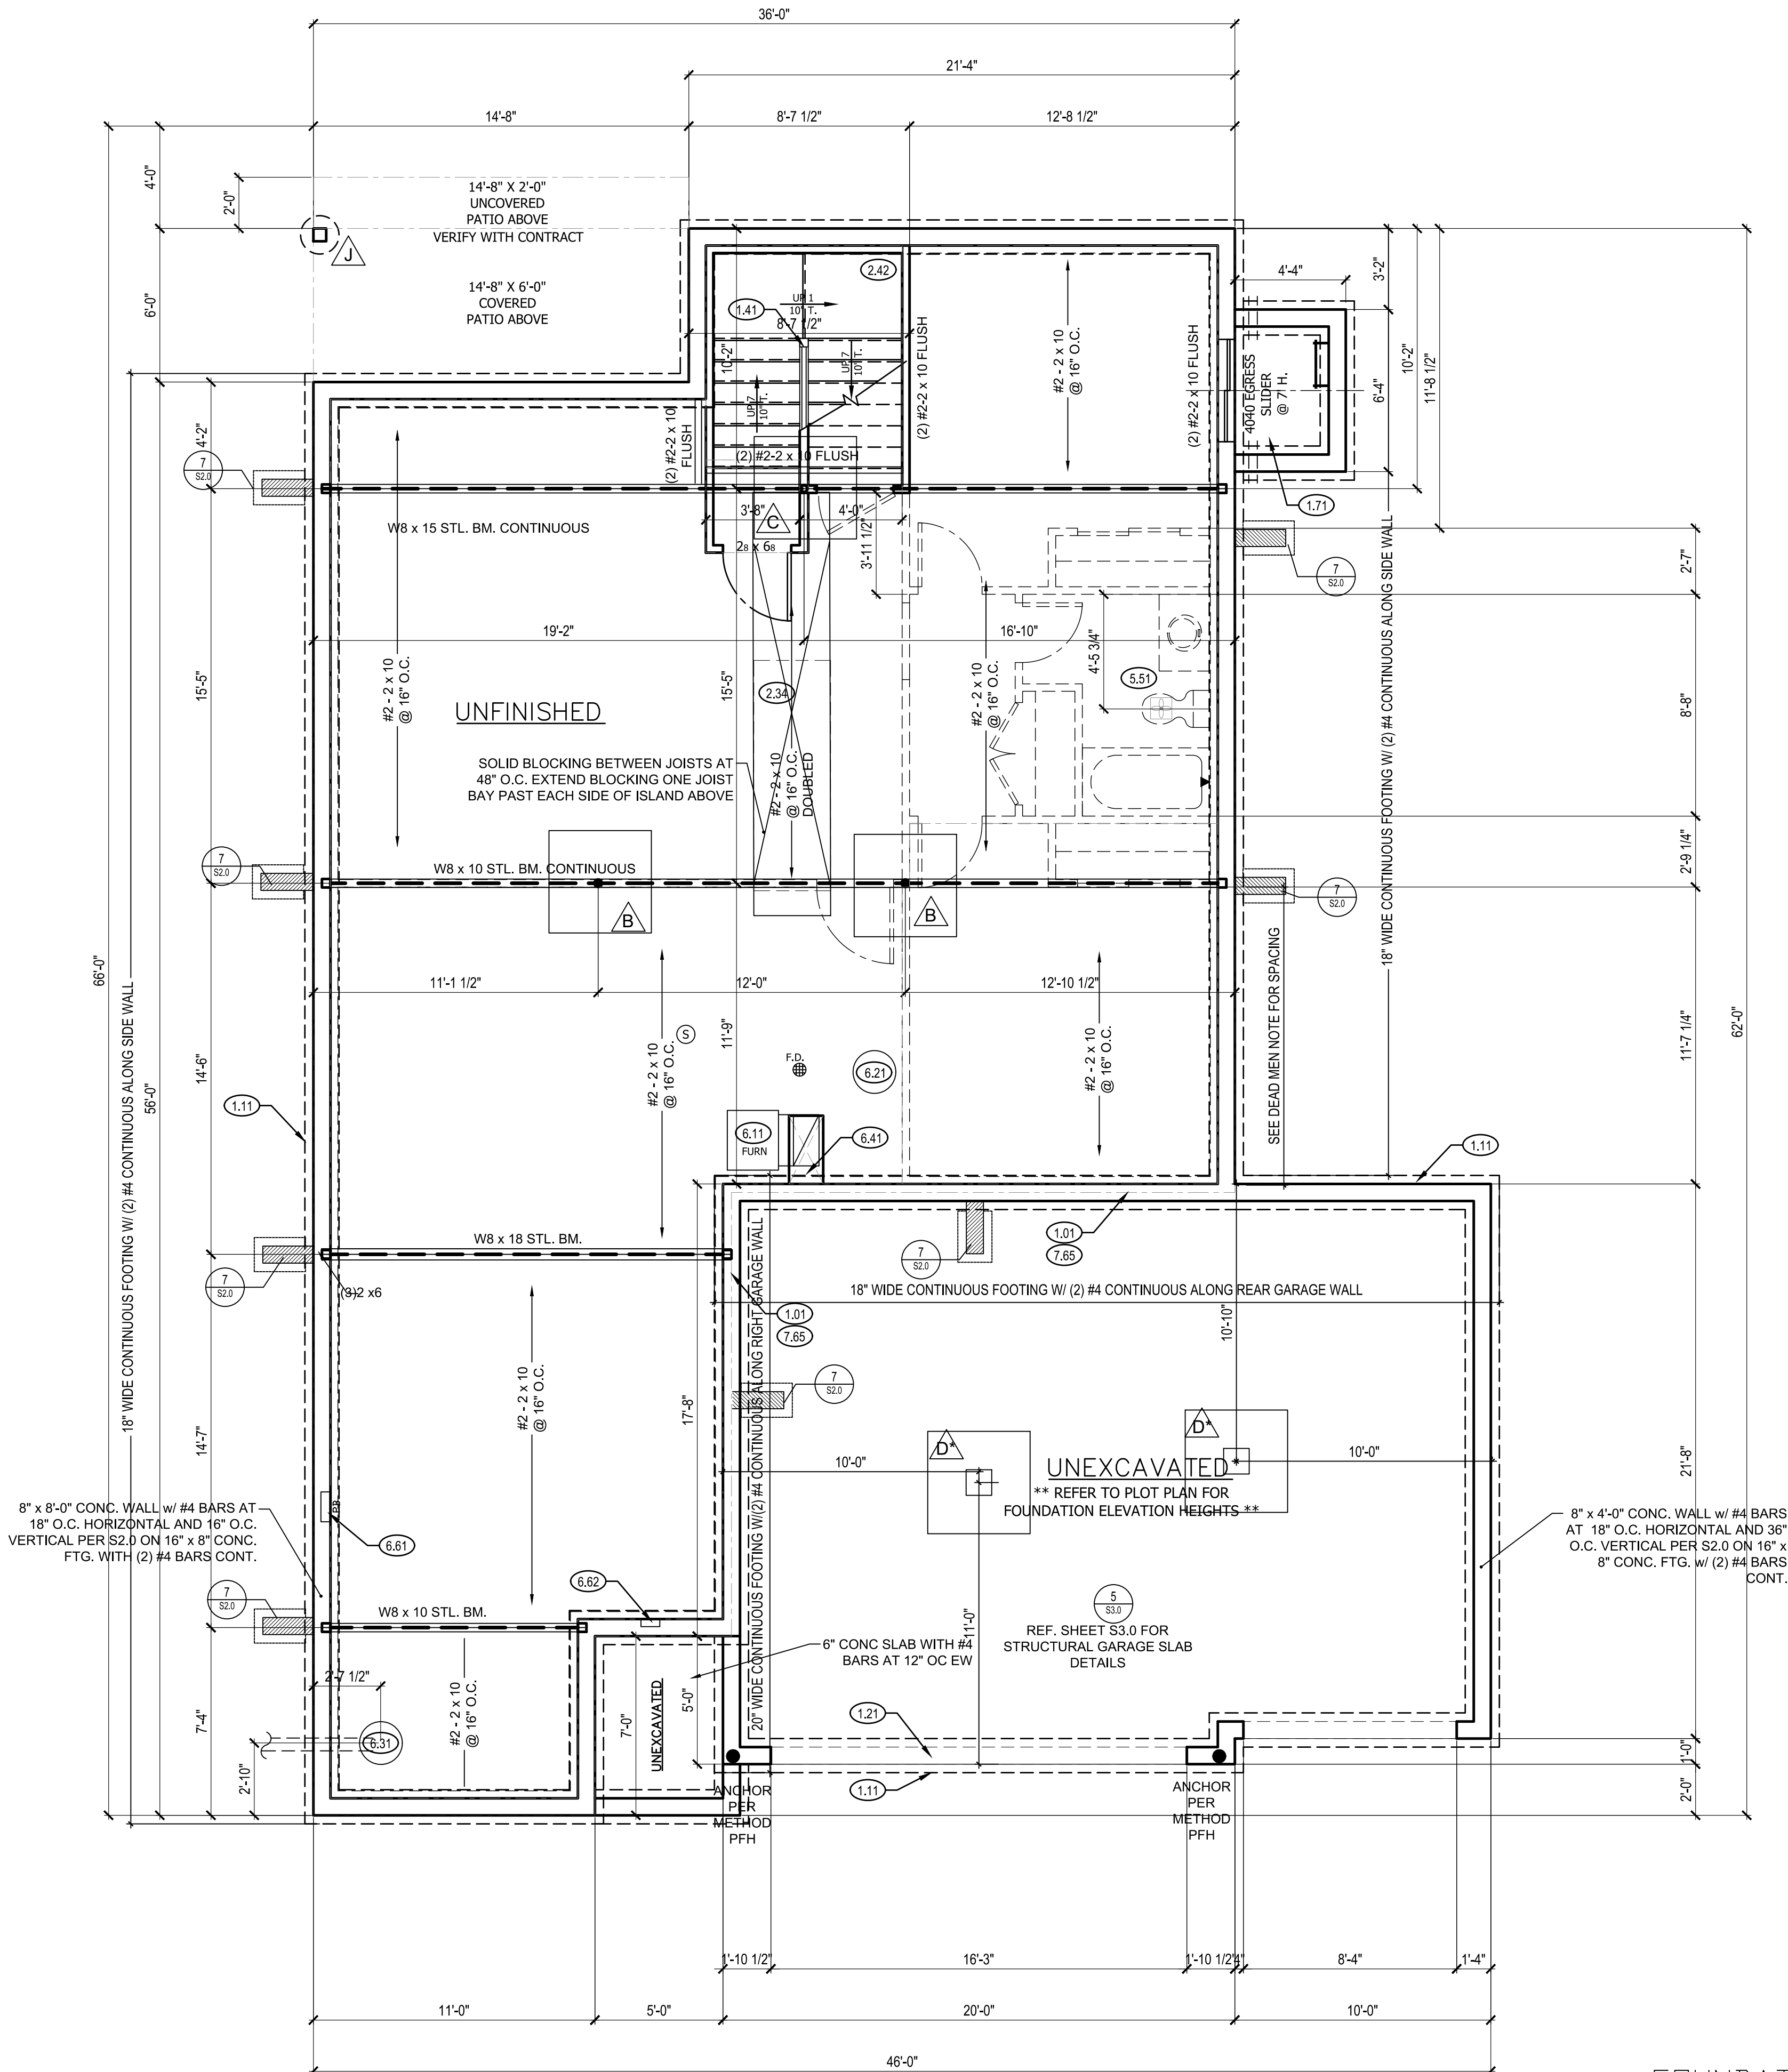 36'-0"
21'-4"
14'-8"
8'-7 1/2"
12'-8 1/2"
4'-0"
2'-0"
14'-8" X 2'-0"
UNCOVERED
PATIO ABOVE
VERIFY WITH CONTRACT
J
6'-0"
14'-8" X 6'-0"
COVERED
PATIO ABOVE
2.42
UP 1
10" T.
1.41
8'-7 1/2"
10'-2"
UP 7
10" T.
UP 7
10" T.
(2) #2-2 x 10 FLUSH
#2 - 2 x 10
@ 16" O.C.
(2) #2-2 x 10 FLUSH
4040 EGRESS
SLIDER
@ 7' H.
4'-4"
3'-2"
6'-4"
10'-2"
11'-8 1/2"
4'-2"
(2) #2-2 x 10
FLUSH
(2) #2-2 x 10 FLUSH
7
S2.0
1.71
W8 x 15 STL. BM. CONTINUOUS
3'-8"
C
4'-0"
28 x 68
3'-11 1/2"
7
S2.0
2'-7"
19'-2"
16'-10"
4'-5 3/4"
#2 - 2 x 10
@ 16" O.C.
15'-5"
15'-5"
2.34
#2 - 2 x 10
@ 16" O.C.
5.51
8'-8"
UNFINISHED
SOLID BLOCKING BETWEEN JOISTS AT
48" O.C. EXTEND BLOCKING ONE JOIST
BAY PAST EACH SIDE OF ISLAND ABOVE
#2 - 2 x 10
@ 16" O.C.
DOUBLED
18" WIDE CONTINUOUS FOOTING W/ (2) #4 CONTINUOUS ALONG SIDE WALL
7
S2.0
W8 x 10 STL. BM. CONTINUOUS
B
B
2'-9 1/4"
7
S2.0
66'-0"
56'-0"
62'-0"
18" WIDE CONTINUOUS FOOTING W/ (2) #4 CONTINUOUS ALONG SIDE WALL
11'-1 1/2"
12'-0"
12'-10 1/2"
SEE DEAD MEN NOTE FOR SPACING
14'-6"
#2 - 2 x 10
@ 16" O.C.
S
11'-9"
F.D.
6.21
#2 - 2 x 10
@ 16" O.C.
11'-7 1/4"
1.11
6.11
FURN
6.41
1.11
W8 x 18 STL. BM.
7
S2.0
(3)2 x6
1.01
7.65
7
S2.0
1.01
7.65
18" WIDE CONTINUOUS FOOTING W/ (2) #4 CONTINUOUS ALONG REAR GARAGE WALL
10'-10"
20" WIDE CONTINUOUS FOOTING W/(2) #4 CONTINUOUS ALONG RIGHT GARAGE WALL
#2 - 2 x 10
@ 16" O.C.
17'-8"
7
S2.0
14'-7"
D*
D*
10'-0"
10'-0"
UNEXCAVATED
** REFER TO PLOT PLAN FOR
FOUNDATION ELEVATION HEIGHTS **
21'-8"
8" x 8'-0" CONC. WALL w/ #4 BARS AT
18" O.C. HORIZONTAL AND 16" O.C.
VERTICAL PER S2.0 ON 16" x 8" CONC.
FTG. WITH (2) #4 BARS CONT.
6.61
8" x 4'-0" CONC. WALL w/ #4 BARS
AT 18" O.C. HORIZONTAL AND 36"
O.C. VERTICAL PER S2.0 ON 16" x
8" CONC. FTG. w/ (2) #4 BARS
CONT.
7
S2.0
W8 x 10 STL. BM.
6.62
5
S3.0
REF. SHEET S3.0 FOR
STRUCTURAL GARAGE SLAB
DETAILS
6" CONC SLAB WITH #4
BARS AT 12" OC EW
11'-0"
2'-7 1/2"
#2 - 2 x 10
@ 16" O.C.
7'-0"
UNEXCAVATED
5'-0"
7'-4"
2'-10"
6.31
1.21
1.11
1'-0"
2'-0"
ANCHOR
PER
METHOD
PFH
ANCHOR
PER
METHOD
PFH
1'-10 1/2"
16'-3"
1'-10 1/2"
4"
8'-4"
1'-4"
11'-0"
5'-0"
20'-0"
10'-0"
46'-0"